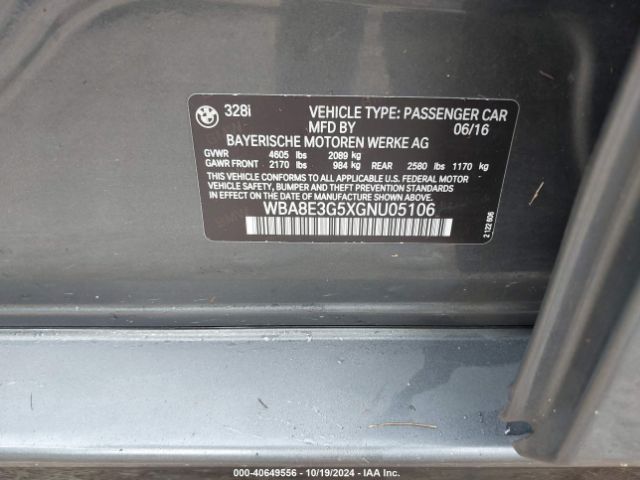 328i VEHICLE TYPE: PASSENGER CAR
MFD BY 06/16
BAYERISCHE MOTOREN WERKE AG
GVWR 4605 lbs 2089 kg
GAWR FRONT 2170 lbs 984 kg REAR 2580 lbs 1170 kg
THIS VEHICLE CONFORMS TO ALL APPLICABLE U.S. FEDERAL MOTOR
VEHICLE SAFETY, BUMPER, AND THEFT PREVENTION STANDARDS IN
EFFECT ON THE DATE OF MANUFACTURE SHOWN ABOVE.
WBA8E3G5XGNU05106
000-40649556 - 10/19/2024 - IAA Inc.